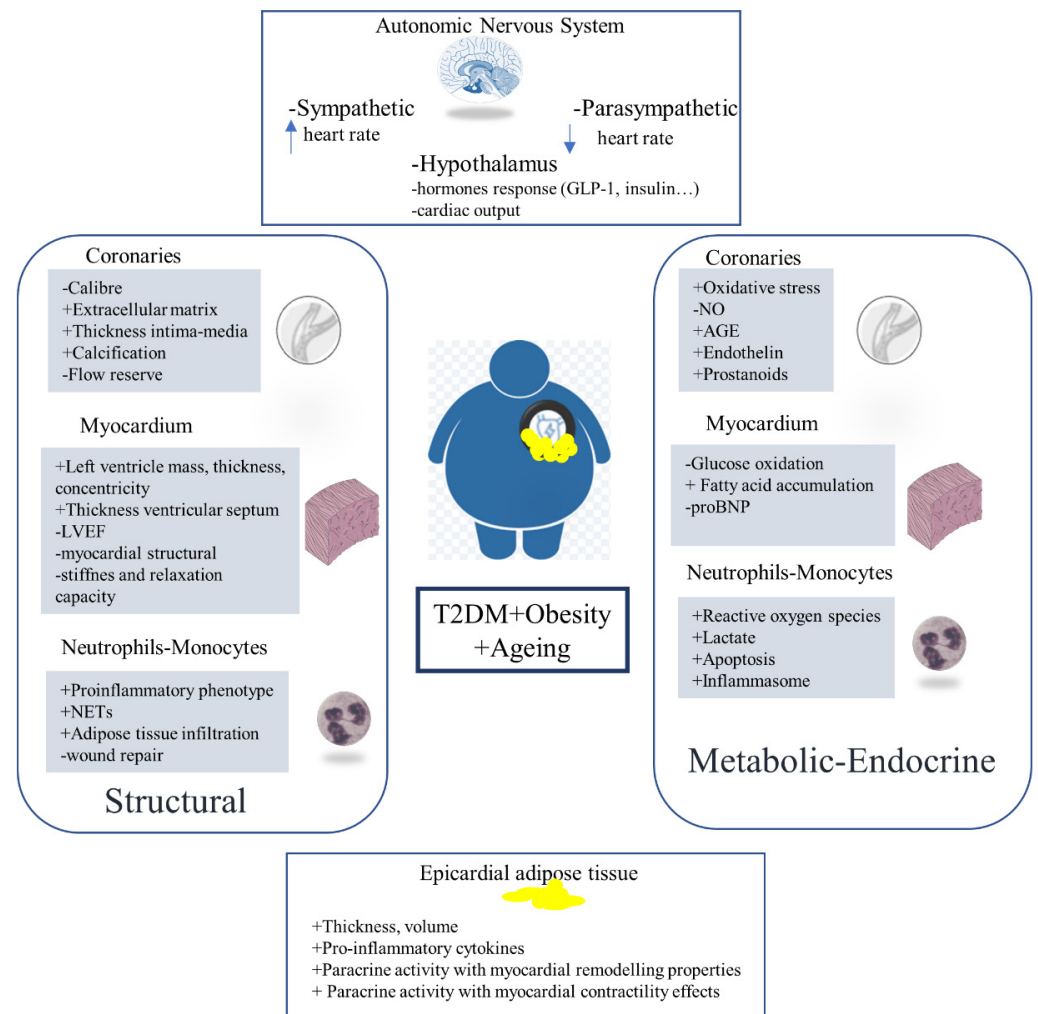 Autonomic Nervous System
-Sympathetic
heart rate
-Parasympathetic
heart rate
-Hypothalamus
-hormones response (GLP-1, insulin…)
-cardiac output
Coronaries
-Calibre
+Extracellular matrix
+Thickness intima-media
+Calcification
-Flow reserve
Myocardium
+Left ventricle mass, thickness,
concentricity
+Thickness ventricular septum
-LVEF
-myocardial structural
-stiffnes and relaxation
capacity
Neutrophils-Monocytes
+Proinflammatory phenotype
+NETs
+Adipose tissue infiltration
-wound repair
Structural
T2DM+Obesity
+Ageing
Coronaries
+Oxidative stress
-NO
+AGE
+Endothelin
+Prostanoids
Myocardium
-Glucose oxidation
+ Fatty acid accumulation
-proBNP
Neutrophils-Monocytes
+Reactive oxygen species
+Lactate
+Apoptosis
+Inflammasome
Metabolic-Endocrine
Epicardial adipose tissue
+Thickness, volume
+Pro-inflammatory cytokines
+Paracrine activity with myocardial remodelling properties
+ Paracrine activity with myocardial contractility effects